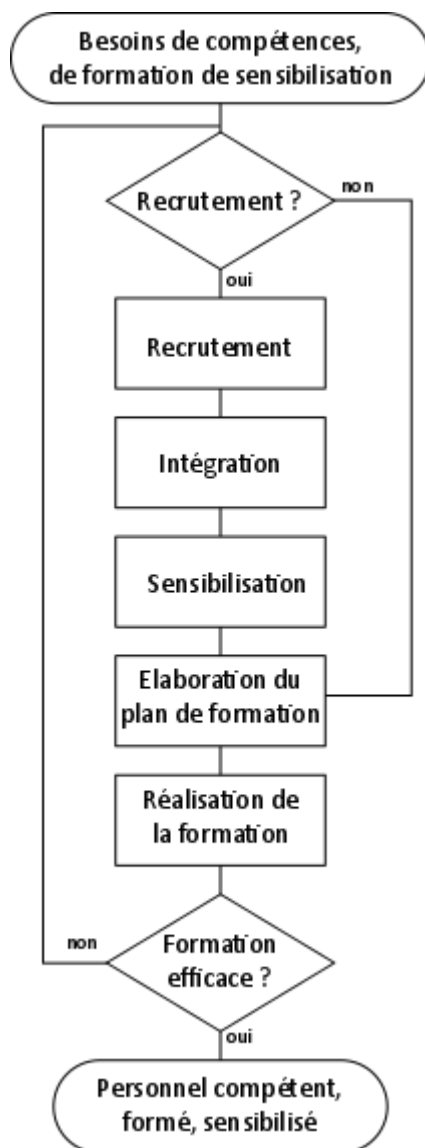 Besoins de compétences,
de formation de sensibilisation
Recrutement ?
non
oui
Recrutement
Intégration
Sensibilisation
Elaboration du
plan de formation
Réalisation de
la formation
non
Formation
efficace ?
oui
Personnel compétent,
formé, sensibilisé